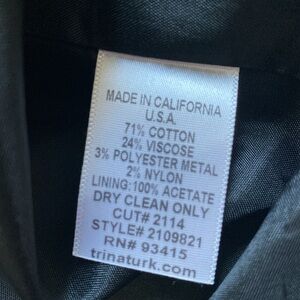 MADE IN CALIFORNIA
U.S.A.
71% COTTON
24% VISCOSE
3% POLYESTER METAL
2% NYLON
LINING:100% ACETATE
DRY CLEAN ONLY
CUT# 2114
STYLE# 2109821
RN# 93415
trinaturk.com